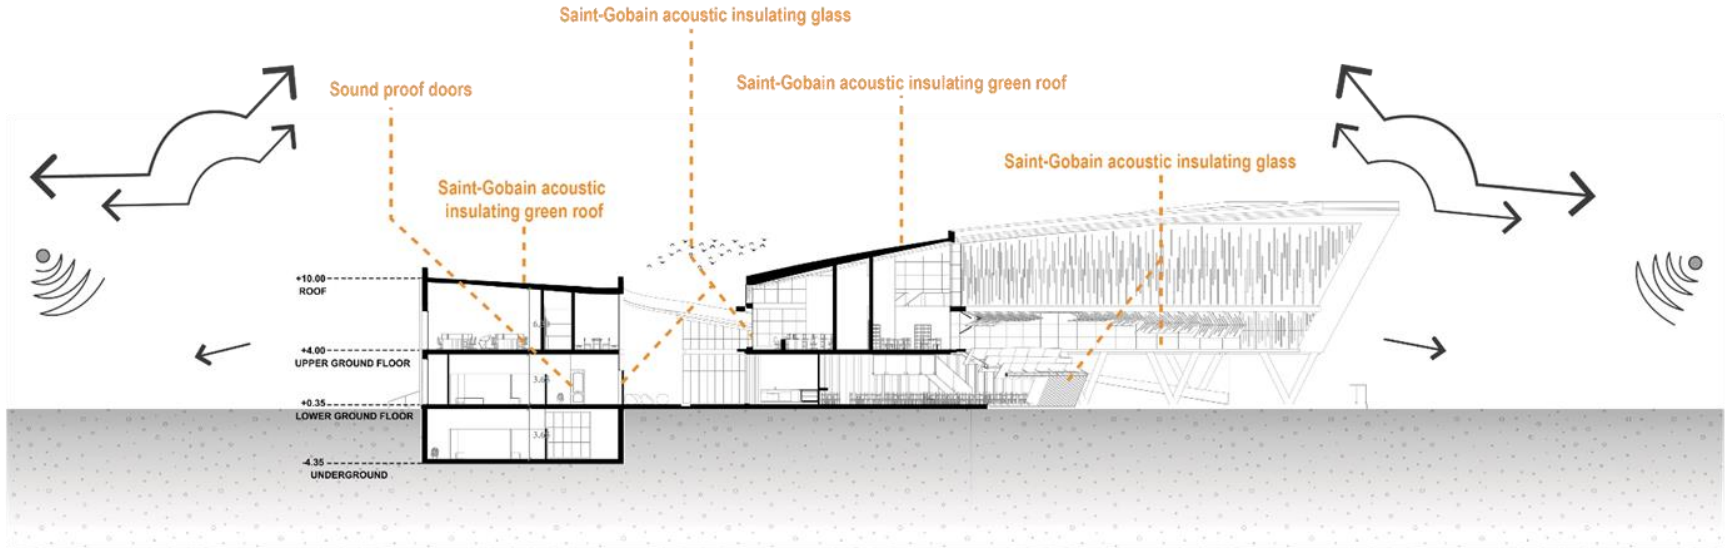 Saint-Gobain acoustic insulating glass
Sound proof doors
Saint-Gobain acoustic insulating green roof
Saint-Gobain acoustic insulating glass
Saint-Gobain acoustic
insulating green roof
+10.00
ROOF
+4.00
UPPER GROUND FLOOR
+0.35
LOWER GROUND FLOOR
-4.35
UNDERGROUND